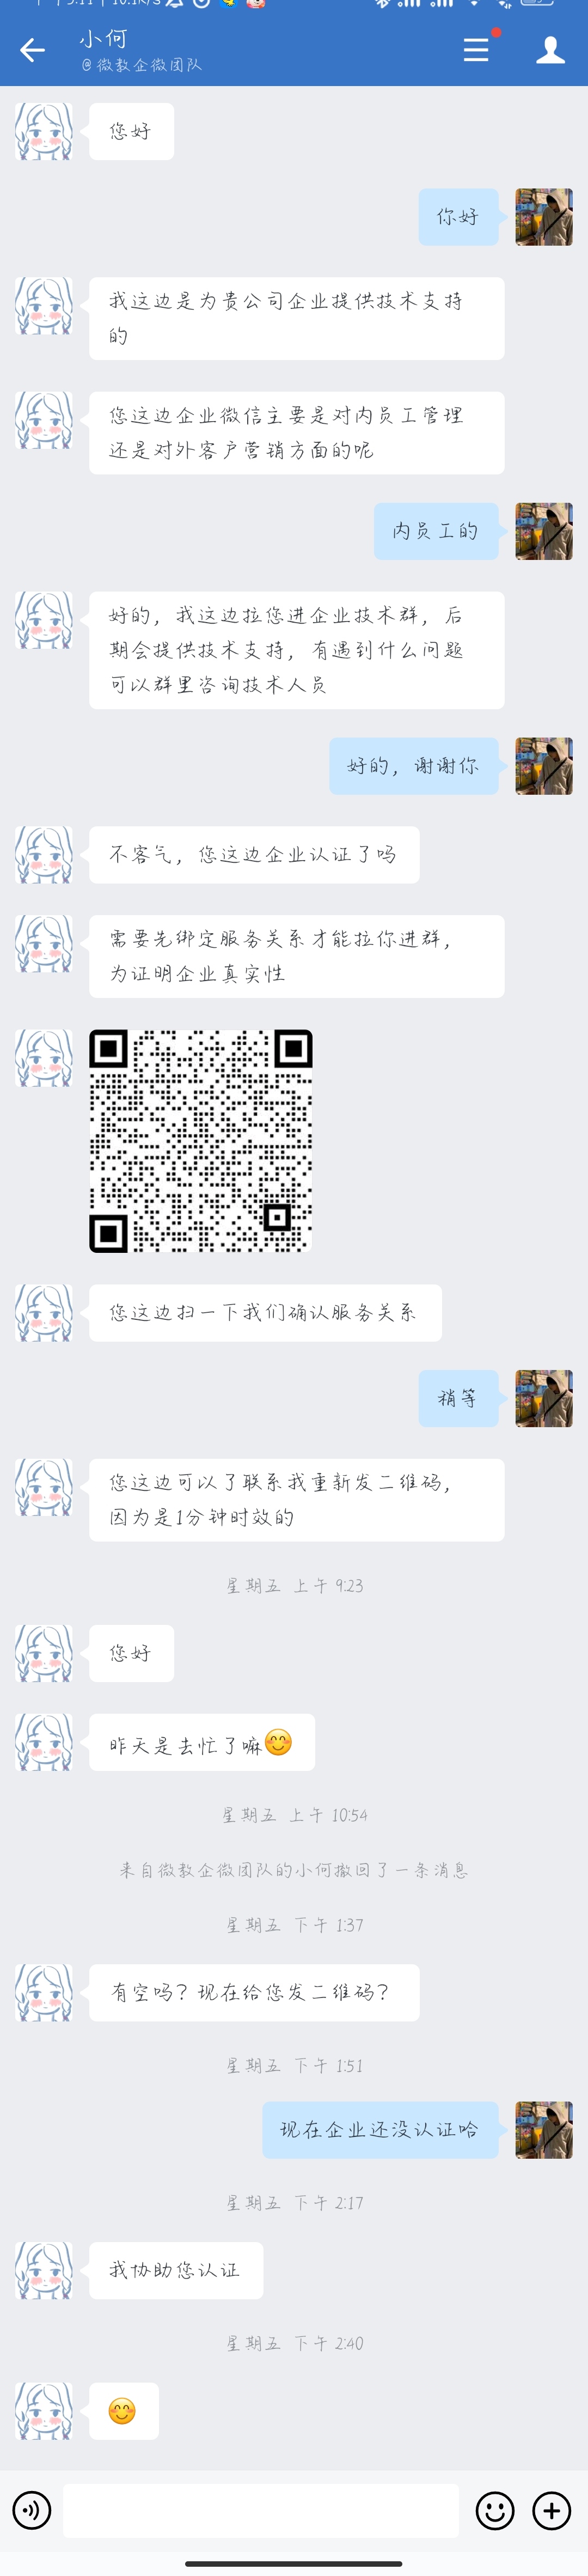 小何
@微教企微团队
您好
你好
我这边是为贵公司企业提供技术支持
的
您这边企业微信主要是对内员工管理
还是对外客户营销方面的呢
内员工的
好的，我这边拉您进企业技术群，后
期会提供技术支持，有遇到什么问题
可以群里咨询技术人员
好的，谢谢你
不客气，您这边企业认证了吗
需要先绑定服务关系才能拉你进群，
为证明企业真实性
您这边扫一下我们确认服务关系
稍等
您这边可以了联系我重新发二维码，
因为是1分钟时效的
星期五 上午 9:23
您好
昨天是去忙了嘛😊
星期五 上午 10:54
来自微教企微团队的小何撤回了一条消息
星期五 下午 1:37
有空吗？现在给您发二维码？
星期五 下午 1:51
现在企业还没认证哈
星期五 下午 2:17
我协助您认证
星期五 下午 2:40
😊